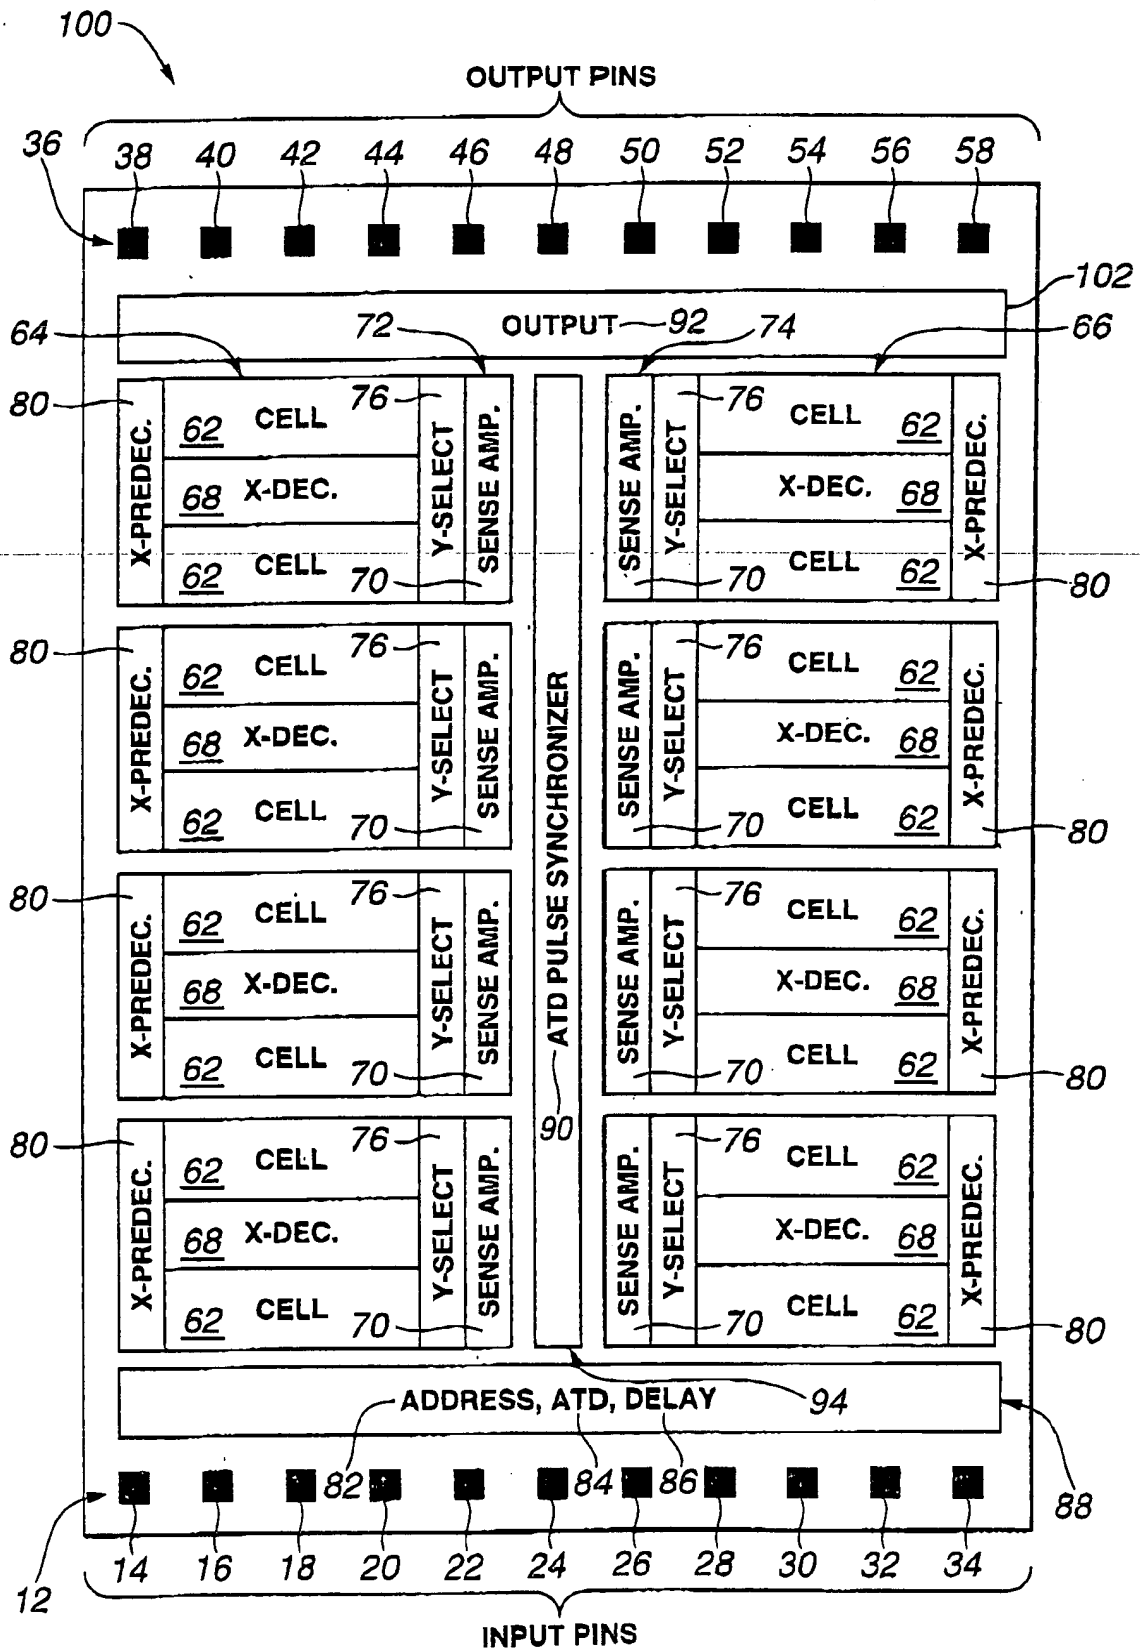 100
OUTPUT PINS
36 38 40 42 44 46 48 50 52 54 56 58
102
OUTPUT 92
64 72 74 66
80 X-PREDEC. 62 CELL 76 Y-SELECT SENSE AMP. SENSE AMP. Y-SELECT 76 CELL 62 X-PREDEC.
68 X-DEC. X-DEC. 68
62 CELL 70 70 CELL 62 80
80 X-PREDEC. 62 CELL 76 Y-SELECT SENSE AMP. SENSE AMP. Y-SELECT 76 CELL 62 X-PREDEC.
68 X-DEC. X-DEC. 68
62 CELL 70 70 CELL 62 80
ATD PULSE SYNCHRONIZER
90
80 X-PREDEC. 62 CELL 76 Y-SELECT SENSE AMP. SENSE AMP. Y-SELECT 76 CELL 62 X-PREDEC.
68 X-DEC. X-DEC. 68
62 CELL 70 70 CELL 62 80
80 X-PREDEC. 62 CELL 76 Y-SELECT SENSE AMP. SENSE AMP. Y-SELECT 76 CELL 62 X-PREDEC.
68 X-DEC. X-DEC. 68
62 CELL 70 70 CELL 62 80
ADDRESS, ATD, DELAY 94
82 84 86 88
12 14 16 18 20 22 24 26 28 30 32 34
INPUT PINS